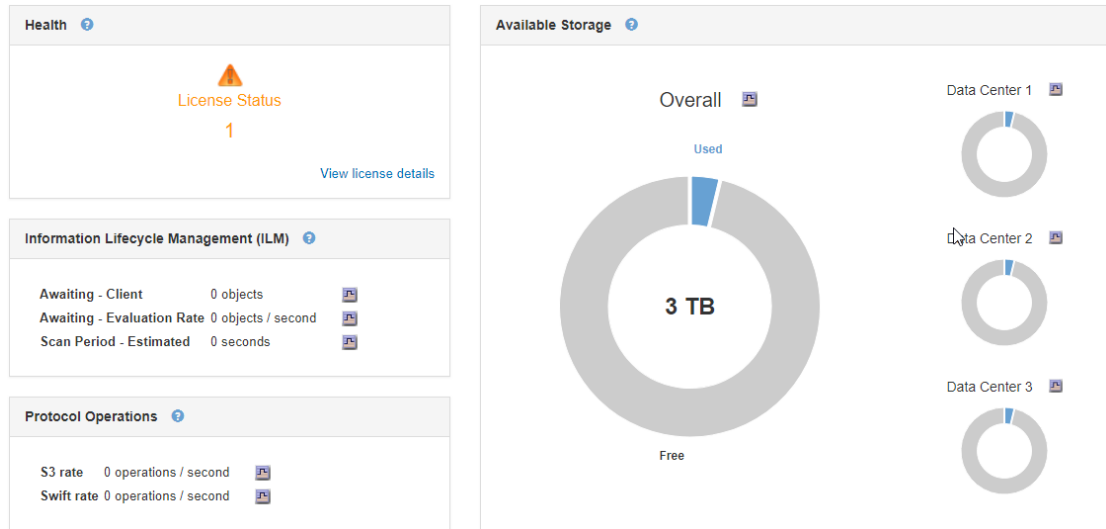 Health
License Status
1
View license details
Information Lifecycle Management (ILM)
Awaiting - Client 0 objects
Awaiting - Evaluation Rate 0 objects / second
Scan Period - Estimated 0 seconds
Protocol Operations
S3 rate 0 operations / second
Swift rate 0 operations / second
Available Storage
Overall
Used
3 TB
Free
Data Center 1
Data Center 2
Data Center 3